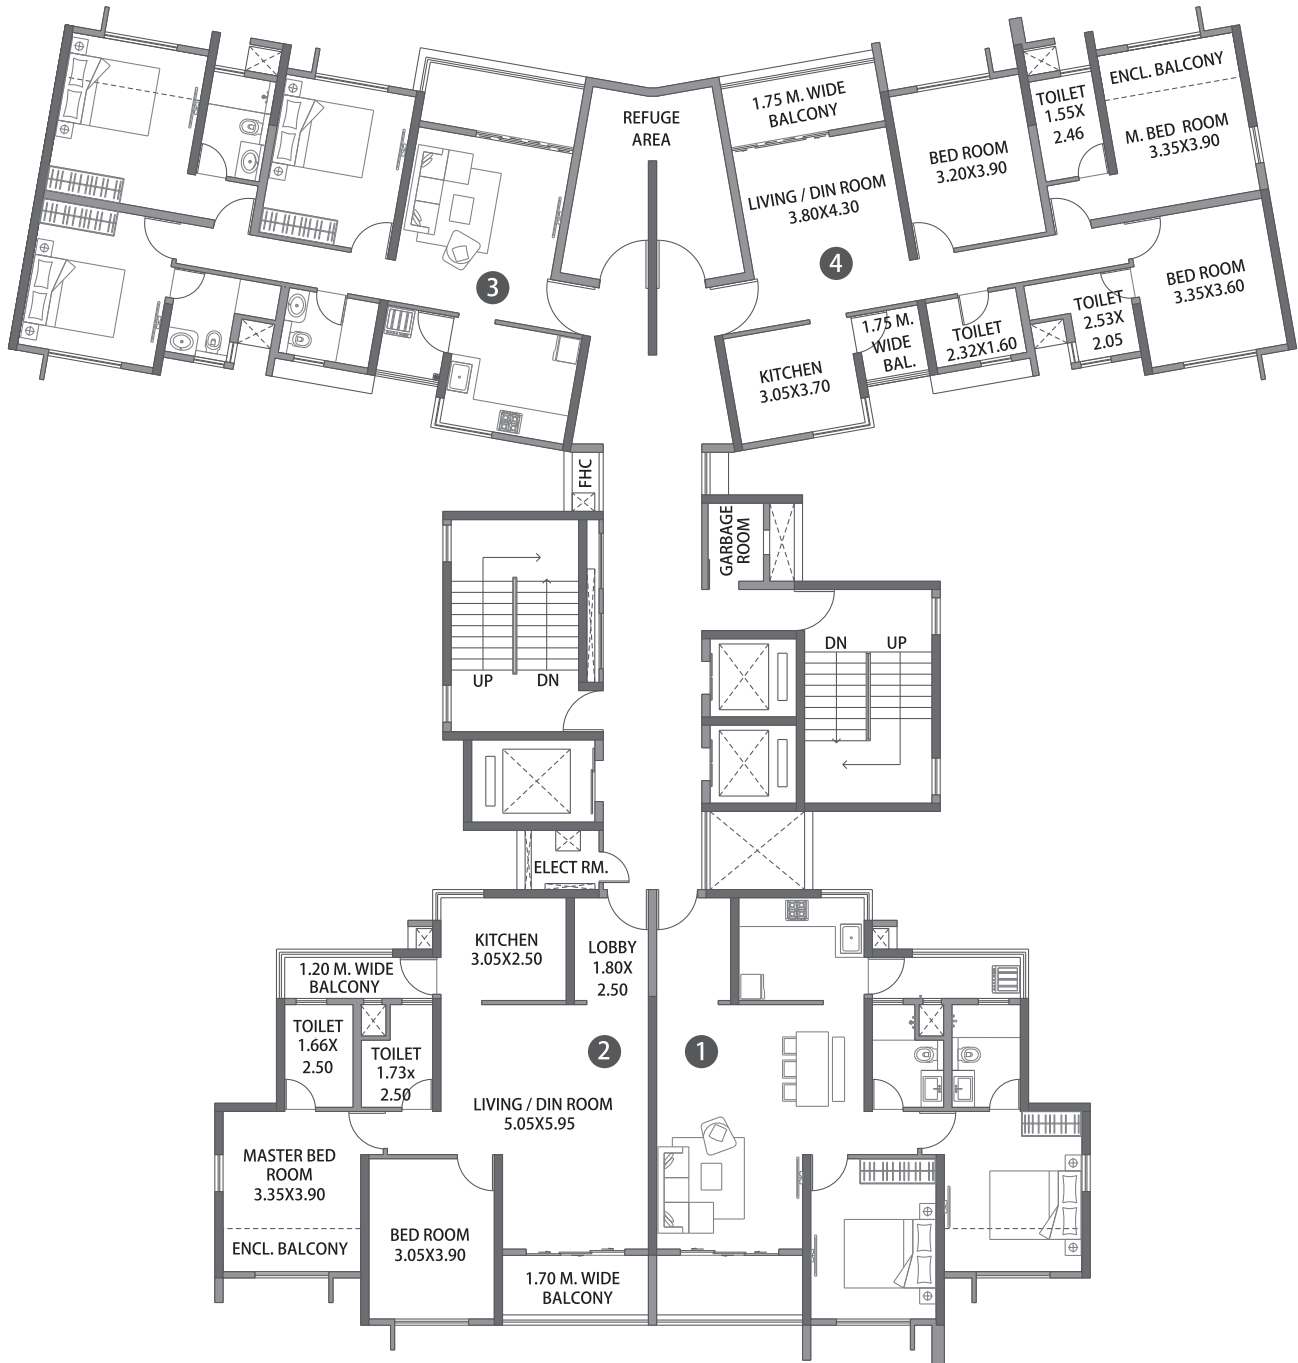 REFUGE
AREA
1.75 M. WIDE
BALCONY
LIVING / DIN ROOM
3.80X4.30
4
BED ROOM
3.20X3.90
TOILET
1.55X
2.46
ENCL. BALCONY
M. BED ROOM
3.35X3.90
BED ROOM
3.35X3.60
TOILET
2.53X
2.05
TOILET
2.32X1.60
1.75 M.
WIDE
BAL.
KITCHEN
3.05X3.70
3
FHC
GARBAGE
ROOM
UP
DN
DN
UP
ELECT RM.
KITCHEN
3.05X2.50
LOBBY
1.80X
2.50
1.20 M. WIDE
BALCONY
TOILET
1.66X
2.50
TOILET
1.73x
2.50
2
1
LIVING / DIN ROOM
5.05X5.95
MASTER BED
ROOM
3.35X3.90
ENCL. BALCONY
BED ROOM
3.05X3.90
1.70 M. WIDE
BALCONY